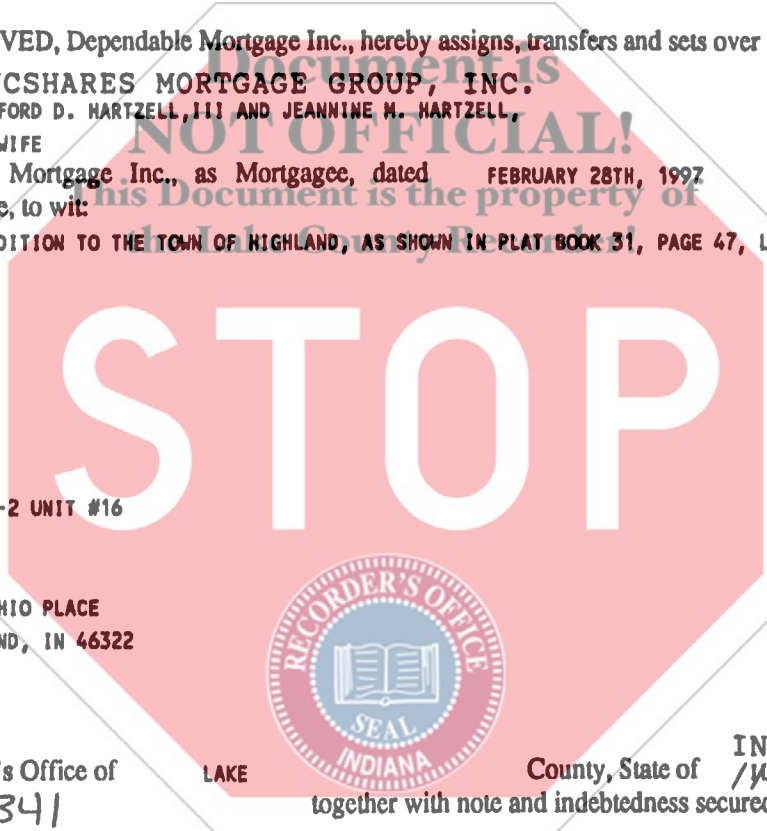 VED, Dependable Mortgage Inc., hereby assigns, transfers and sets over
Document is
CSHARES MORTGAGE GROUP, INC.
FORD D. HARTZELL,III AND JEANNINE M. HARTZELL,
NOT OFFICIAL!
WIFE
Mortgage Inc., as Mortgagee, dated FEBRUARY 28TH, 1997
This Document is the property of
e, to wit:
the Lake County Recorder!
DITION TO THE TOWN OF HIGHLAND, AS SHOWN IN PLAT BOOK 31, PAGE 47, L
STOP
-2 UNIT #16
HIO PLACE
ND, IN 46322
RECORDER'S OFFICE
SEAL
INDIANA
IN
's Office of LAKE County, State of
341 together with note and indebtedness secured